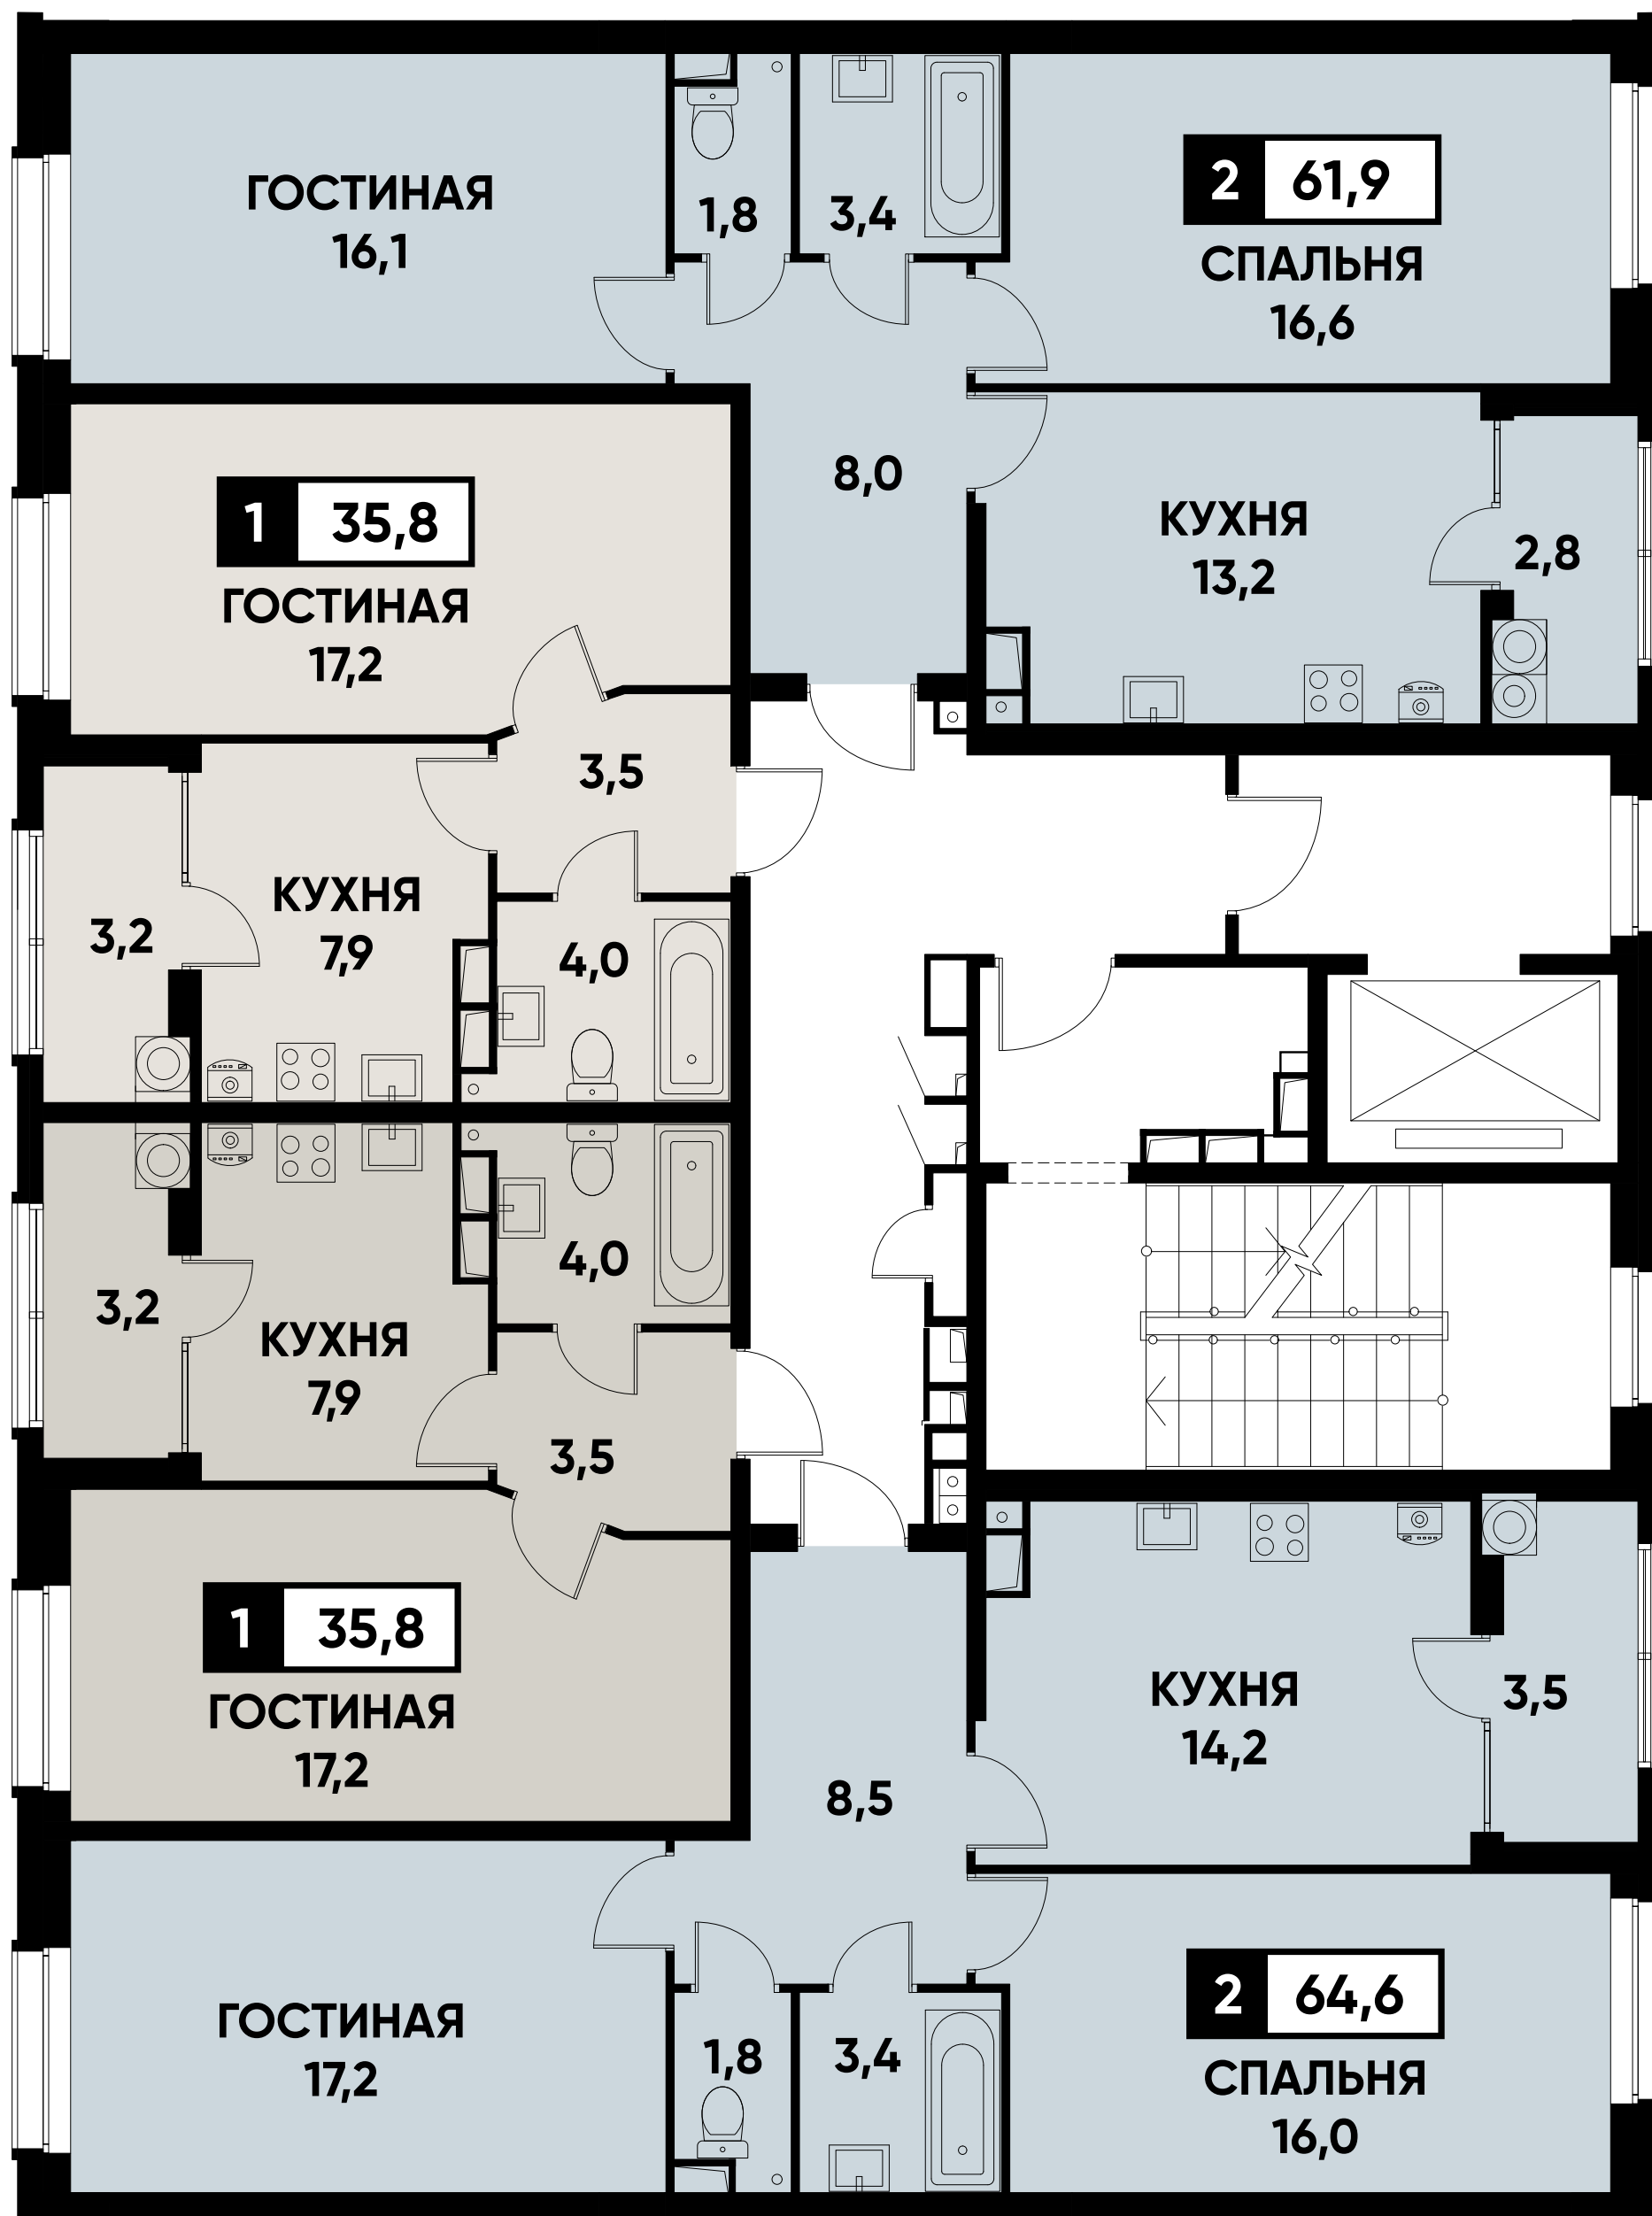 ГОСТИНАЯ
16,1
1,8
3,4
2 61,9
СПАЛЬНЯ
16,6
8,0
КУХНЯ
13,2
2,8
1 35,8
ГОСТИНАЯ
17,2
3,5
КУХНЯ
7,9
3,2
4,0
4,0
3,2
КУХНЯ
7,9
3,5
1 35,8
ГОСТИНАЯ
17,2
КУХНЯ
14,2
3,5
8,5
ГОСТИНАЯ
17,2
1,8
3,4
2 64,6
СПАЛЬНЯ
16,0